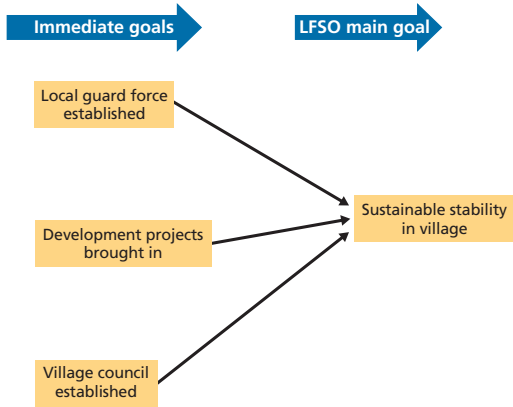 Immediate goals
LFSO main goal
Local guard force
established
Sustainable stability
in village
Development projects
brought in
Village council
established